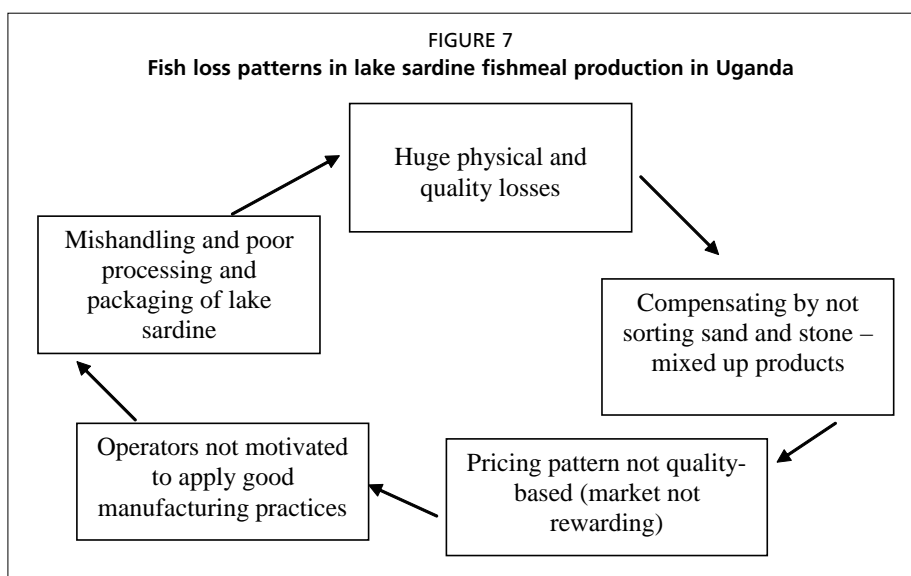 FIGURE 7
Fish loss patterns in lake sardine fishmeal production in Uganda
Huge physical and
quality losses
Mishandling and poor
processing and
packaging of lake
sardine
Compensating by not
sorting sand and stone –
mixed up products
Operators not motivated
to apply good
manufacturing practices
Pricing pattern not quality-
based (market not
rewarding)